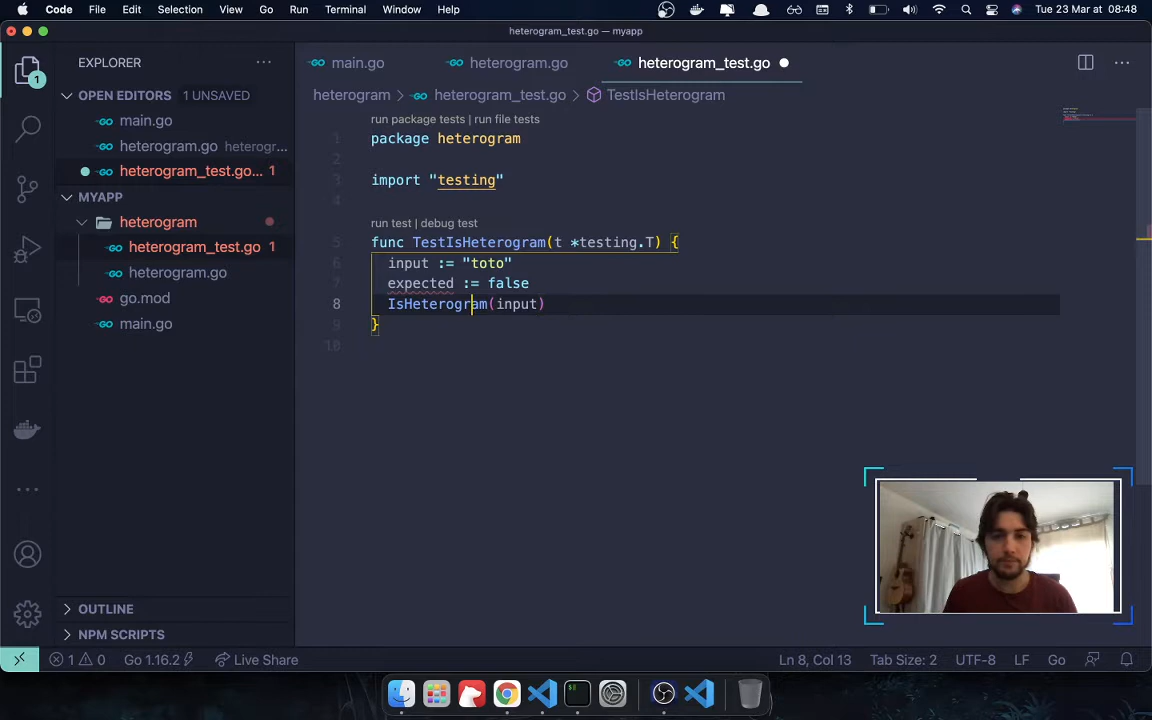 Code File Edit Selection View Go Run Terminal Window Help Tue 23 Mar at 08:48
heterogram_test.go — myapp
EXPLORER
OPEN EDITORS 1 UNSAVED
main.go
heterogram.go heterogr...
heterogram_test.go... 1
MYAPP
heterogram
heterogram_test.go 1
heterogram.go
go.mod
main.go
OUTLINE
NPM SCRIPTS
1
main.go heterogram.go heterogram_test.go
heterogram > heterogram_test.go > TestIsHeterogram
run package tests | run file tests
1 package heterogram
2
3 import "testing"
4
run test | debug test
5 func TestIsHeterogram(t *testing.T) {
6 input := "toto"
7 expected := false
8 IsHeterogram(input)
9 }
10
1 0 Go 1.16.2 Live Share Ln 8, Col 13 Tab Size: 2 UTF-8 LF Go